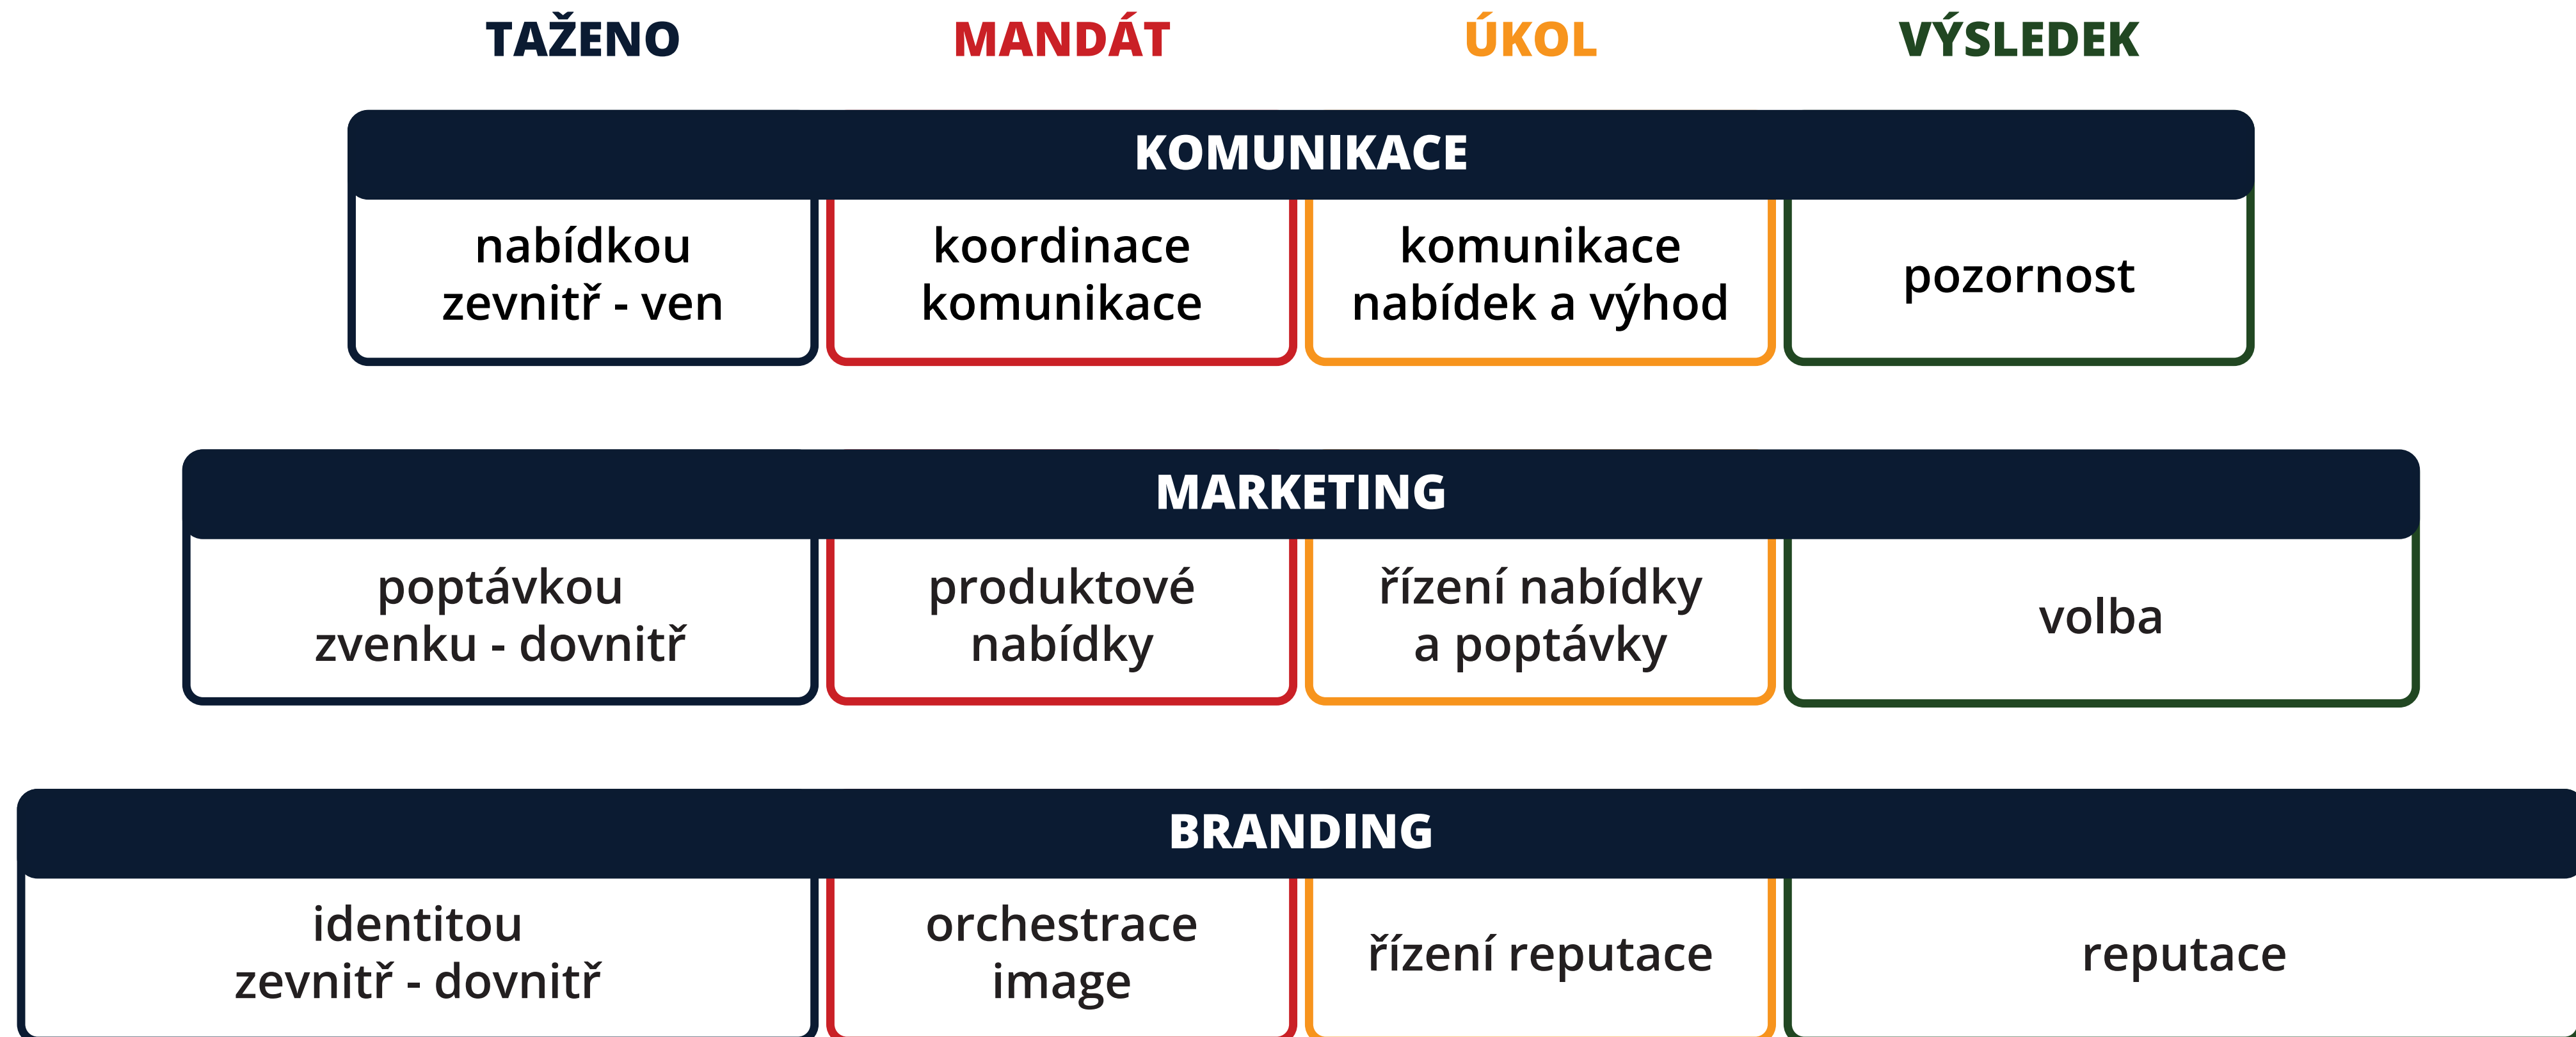 TAŽENO MANDÁT ÚKOL VÝSLEDEK
KOMUNIKACE
nabídkou
zevnitř - ven
koordinace
komunikace
komunikace
nabídek a výhod
pozornost
MARKETING
poptávkou
zvenku - dovnitř
produktové
nabídky
řízení nabídky
a poptávky
volba
BRANDING
identitou
zevnitř - dovnitř
orchestrace
image
řízení reputace
reputace